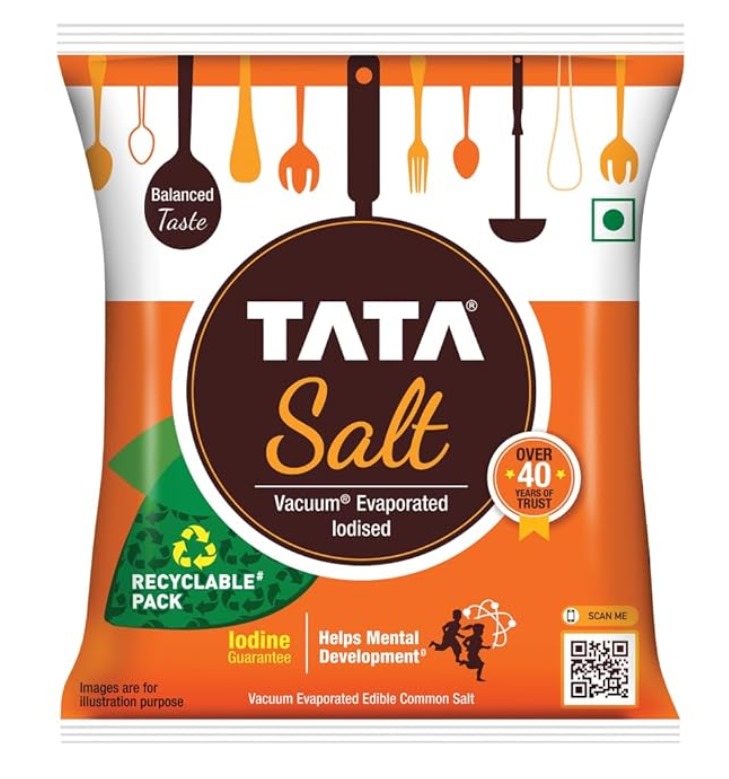 Balanced
Taste
TATA®
Salt
Vacuum® Evaporated
Iodised
OVER
40
YEARS OF
TRUST
RECYCLABLE#
PACK
Iodine
Guarantee
Helps Mental
Development⁰
SCAN ME
Images are for
illustration purpose
Vacuum Evaporated Edible Common Salt